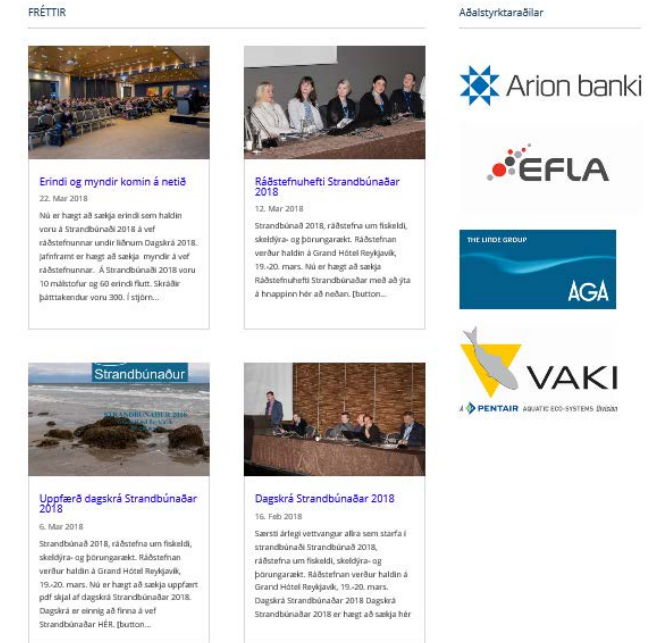 FRÉTTIR
Erindi og myndir komin á netið
22. Mar 2018
Nú er hægt að sækja erindi sem haldin
voru á Strandbúnaði 2018 á vef
ráðstefnunnar undir liðnum Dagskrá 2018.
Jafnframt er hægt að sækja myndir á vef
ráðstefnunnar. Á Strandbúnaði 2018 voru
10 málstofur og 60 erindi flutt. Skráðir
þátttakendur voru 300. Í stjórn...
Ráðstefnuhefti Strandbúnaðar
2018
12. Mar 2018
Strandbúnað 2018, ráðstefna um fiskeldi,
skeldýra- og þörungarækt. Ráðstefnan
verður haldin á Grand Hótel Reykjavik,
19.-20. mars. Nú er hægt að sækja
Ráðstefnuhefti Strandbúnaðar með að ýta
á hnappinn hér að neðan. [button...
Strandbúnaður
STRANDBÚNAÐUR 2018
Uppfærð dagskrá Strandbúnaðar
2018
6. Mar 2018
Strandbúnað 2018, ráðstefna um fiskeldi,
skeldýra- og þörungarækt. Ráðstefnan
verður haldin á Grand Hótel Reykjavik,
19.-20. mars. Nú er hægt að sækja uppfært
pdf skjal af dagskrá Strandbúnaðar 2018.
Dagskrá er einnig að finna á vef
Strandbúnaðar HÉR. [button...
Dagskrá Strandbúnaðar 2018
16. Feb 2018
Særsti árlegi vettvangur allra sem starfa í
strandbúnaði Strandbúnað 2018,
ráðstefna um fiskeldi, skeldýra- og
þörungarækt. Ráðstefnan verður haldin á
Grand Hótel Reykjavik, 19.-20. mars.
Dagskrá Strandbúnaðar 2018 Dagskrá
Strandbúnaðar 2018 er hægt að sækja hér
Aðalstyrktaraðilar
Arion banki
EFLA
THE LINDE GROUP
AGA
VAKI
A PENTAIR AQUATIC ECO-SYSTEMS Division